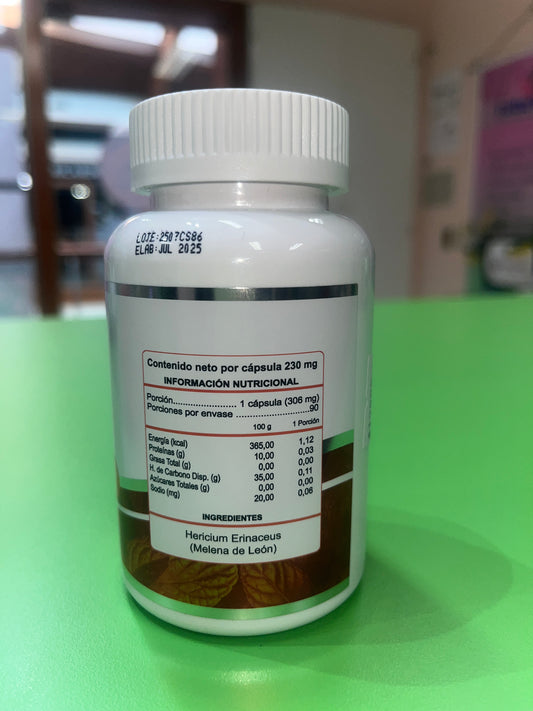 LOTE:2507CS86
ELAB:JUL 2025
Contenido neto por cápsula 230 mg
INFORMACIÓN NUTRICIONAL
Porción........................ 1 cápsula (306 mg)
Porciones por envase ...........................90
100 g 1 Porción
Energía (kcal) 365,00 1,12
Proteínas (g) 10,00 0,03
Grasa Total (g) 0,00 0,00
H. de Carbono Disp. (g) 35,00 0,11
Azúcares Totales (g) 0,00 0,00
Sodio (mg) 20,00 0,06
INGREDIENTES
Hericium Erinaceus
(Melena de León)